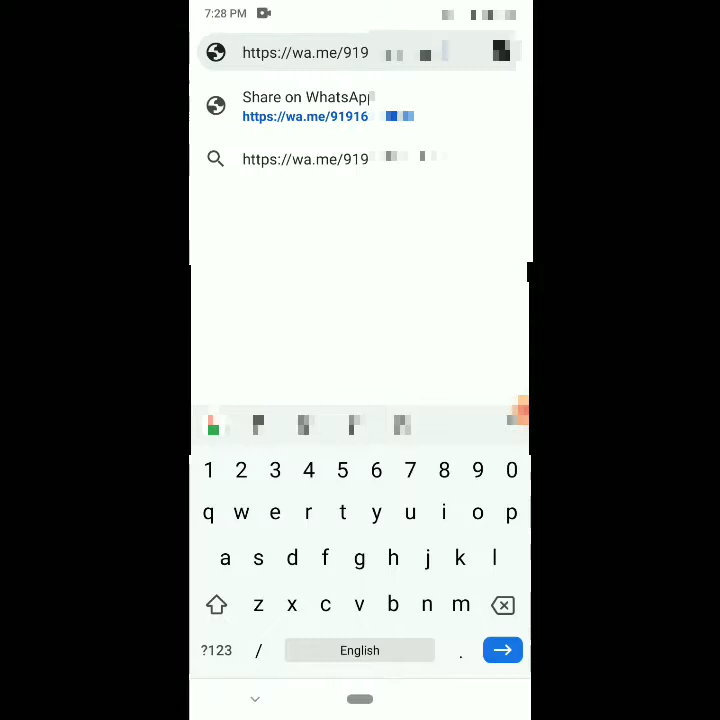 7:28 PM
https://wa.me/919
Share on WhatsApp
https://wa.me/91916
https://wa.me/919
1 2 3 4 5 6 7 8 9 0
q w e r t y u i o p
a s d f g h j k l
z x c v b n m
?123 / English .